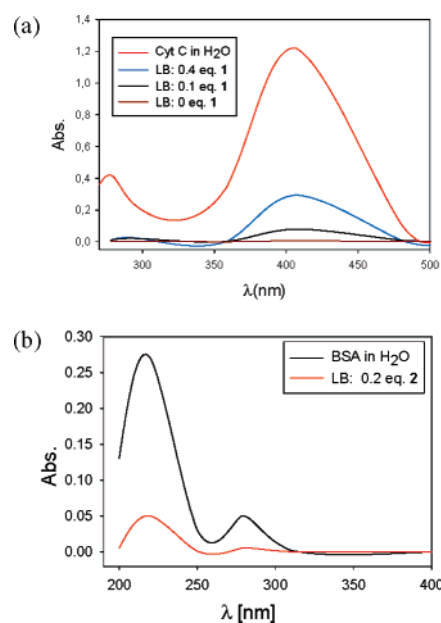 (a)
Cyt C in H₂O
LB: 0.4 eq. 1
LB: 0.1 eq. 1
LB: 0 eq. 1
Abs.
1,4
1,2
1,0
0,8
0,6
0,4
0,2
0,0
300 350 400 450 500
λ(nm)
(b)
BSA in H₂O
LB: 0.2 eq. 2
Abs.
0.30
0.25
0.20
0.15
0.10
0.05
0.00
200 250 300 350 400
λ [nm]